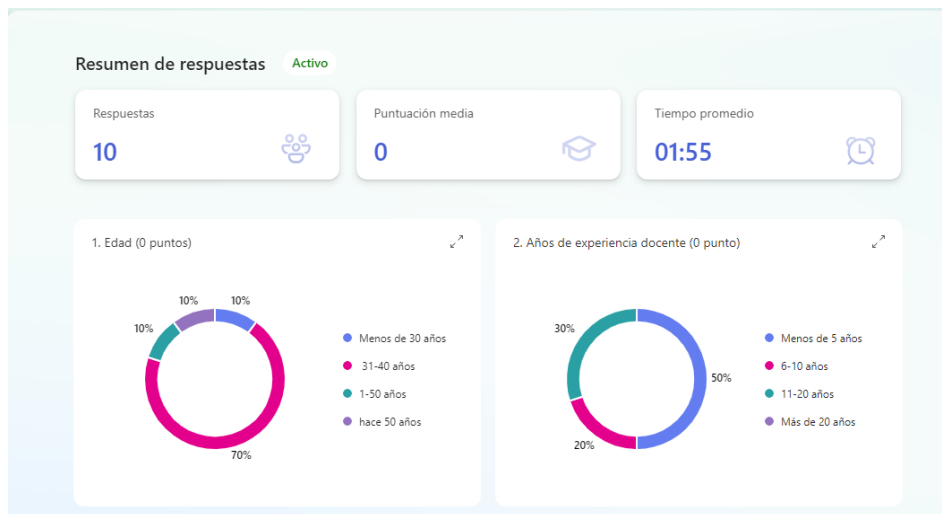 Resumen de respuestas Activo
Respuestas
10
Puntuación media
0
Tiempo promedio
01:55
1. Edad (0 puntos)
10%
10%
10%
70%
Menos de 30 años
31-40 años
1-50 años
hace 50 años
2. Años de experiencia docente (0 punto)
30%
50%
20%
Menos de 5 años
6-10 años
11-20 años
Más de 20 años